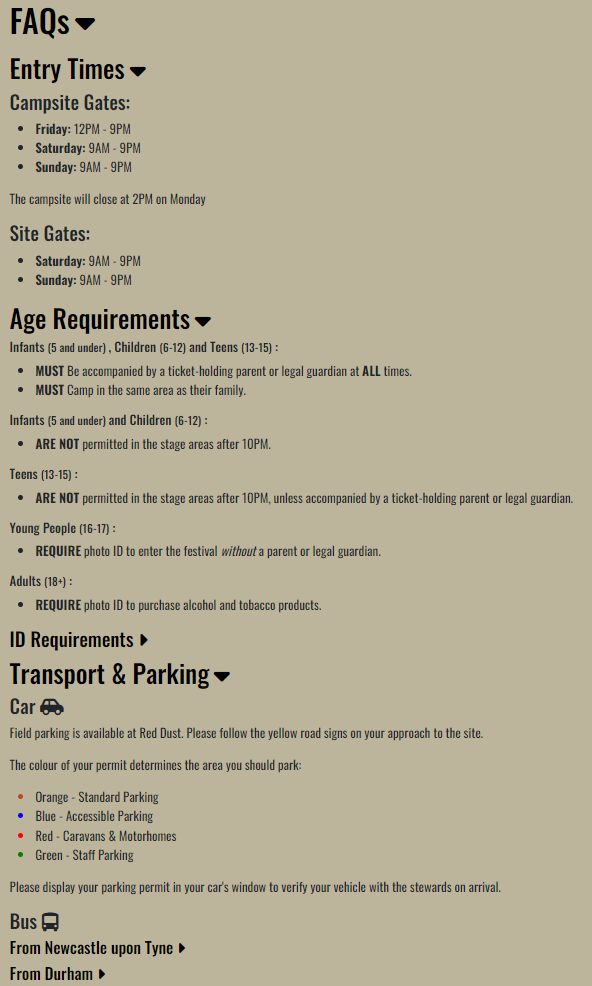 FAQs
Entry Times
Campsite Gates:
Friday: 12PM - 9PM
Saturday: 9AM - 9PM
Sunday: 9AM - 9PM
The campsite will close at 2PM on Monday
Site Gates:
Saturday: 9AM - 9PM
Sunday: 9AM - 9PM
Age Requirements
Infants (5 and under) , Children (6-12) and Teens (13-15) :
MUST Be accompanied by a ticket-holding parent or legal guardian at ALL times.
MUST Camp in the same area as their family.
Infants (5 and under) and Children (6-12) :
ARE NOT permitted in the stage areas after 10PM.
Teens (13-15) :
ARE NOT permitted in the stage areas after 10PM, unless accompanied by a ticket-holding parent or legal guardian.
Young People (16-17) :
REQUIRE photo ID to enter the festival without a parent or legal guardian.
Adults (18+) :
REQUIRE photo ID to purchase alcohol and tobacco products.
ID Requirements
Transport & Parking
Car
Field parking is available at Red Dust. Please follow the yellow road signs on your approach to the site.
The colour of your permit determines the area you should park:
Orange - Standard Parking
Blue - Accessible Parking
Red - Caravans & Motorhomes
Green - Staff Parking
Please display your parking permit in your car's window to verify your vehicle with the stewards on arrival.
Bus
From Newcastle upon Tyne
From Durham